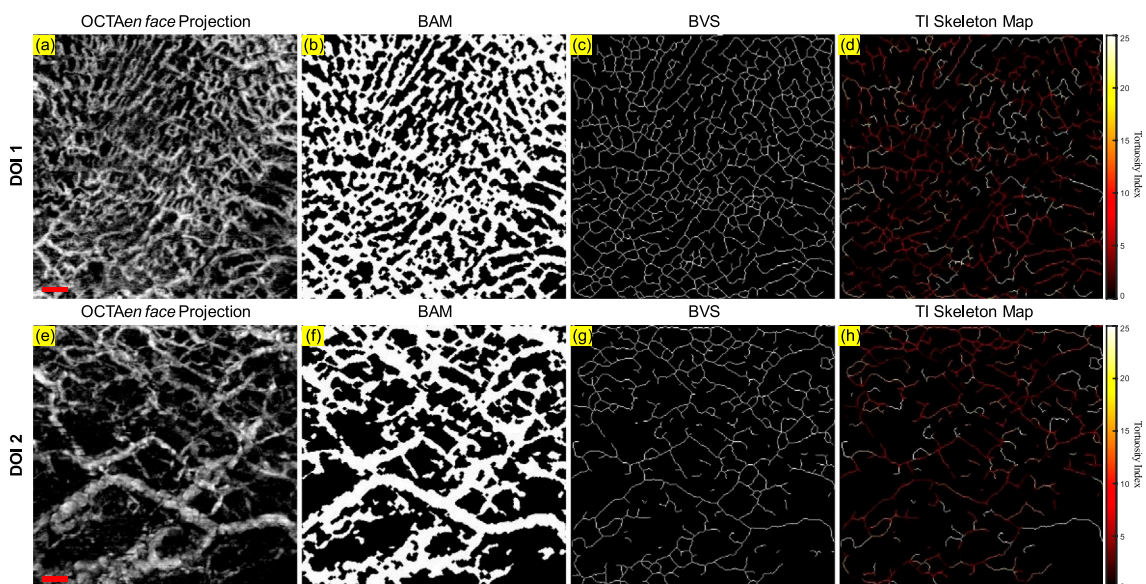 OCTAen face Projection BAM BVS TI Skeleton Map
DOI 1
(a) (b) (c) (d)
25
20
15
10
5
0
Tortuosity Index
OCTAen face Projection BAM BVS TI Skeleton Map
DOI 2
(e) (f) (g) (h)
25
20
15
10
5
Tortuosity Index